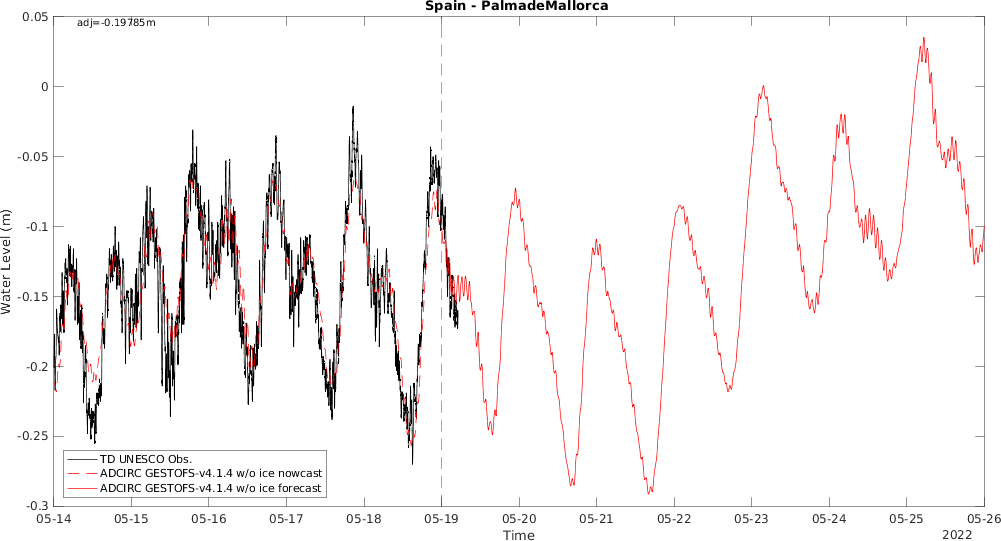 Spain - PalmadeMallorca
adj=-0.19785m
0.05
0
-0.05
-0.1
-0.15
-0.2
-0.25
-0.3
Water Level (m)
TD UNESCO Obs.
ADCIRC GESTOFS-v4.1.4 w/o ice nowcast
ADCIRC GESTOFS-v4.1.4 w/o ice forecast
05-14 05-15 05-16 05-17 05-18 05-19 05-20 05-21 05-22 05-23 05-24 05-25 05-26
Time
2022